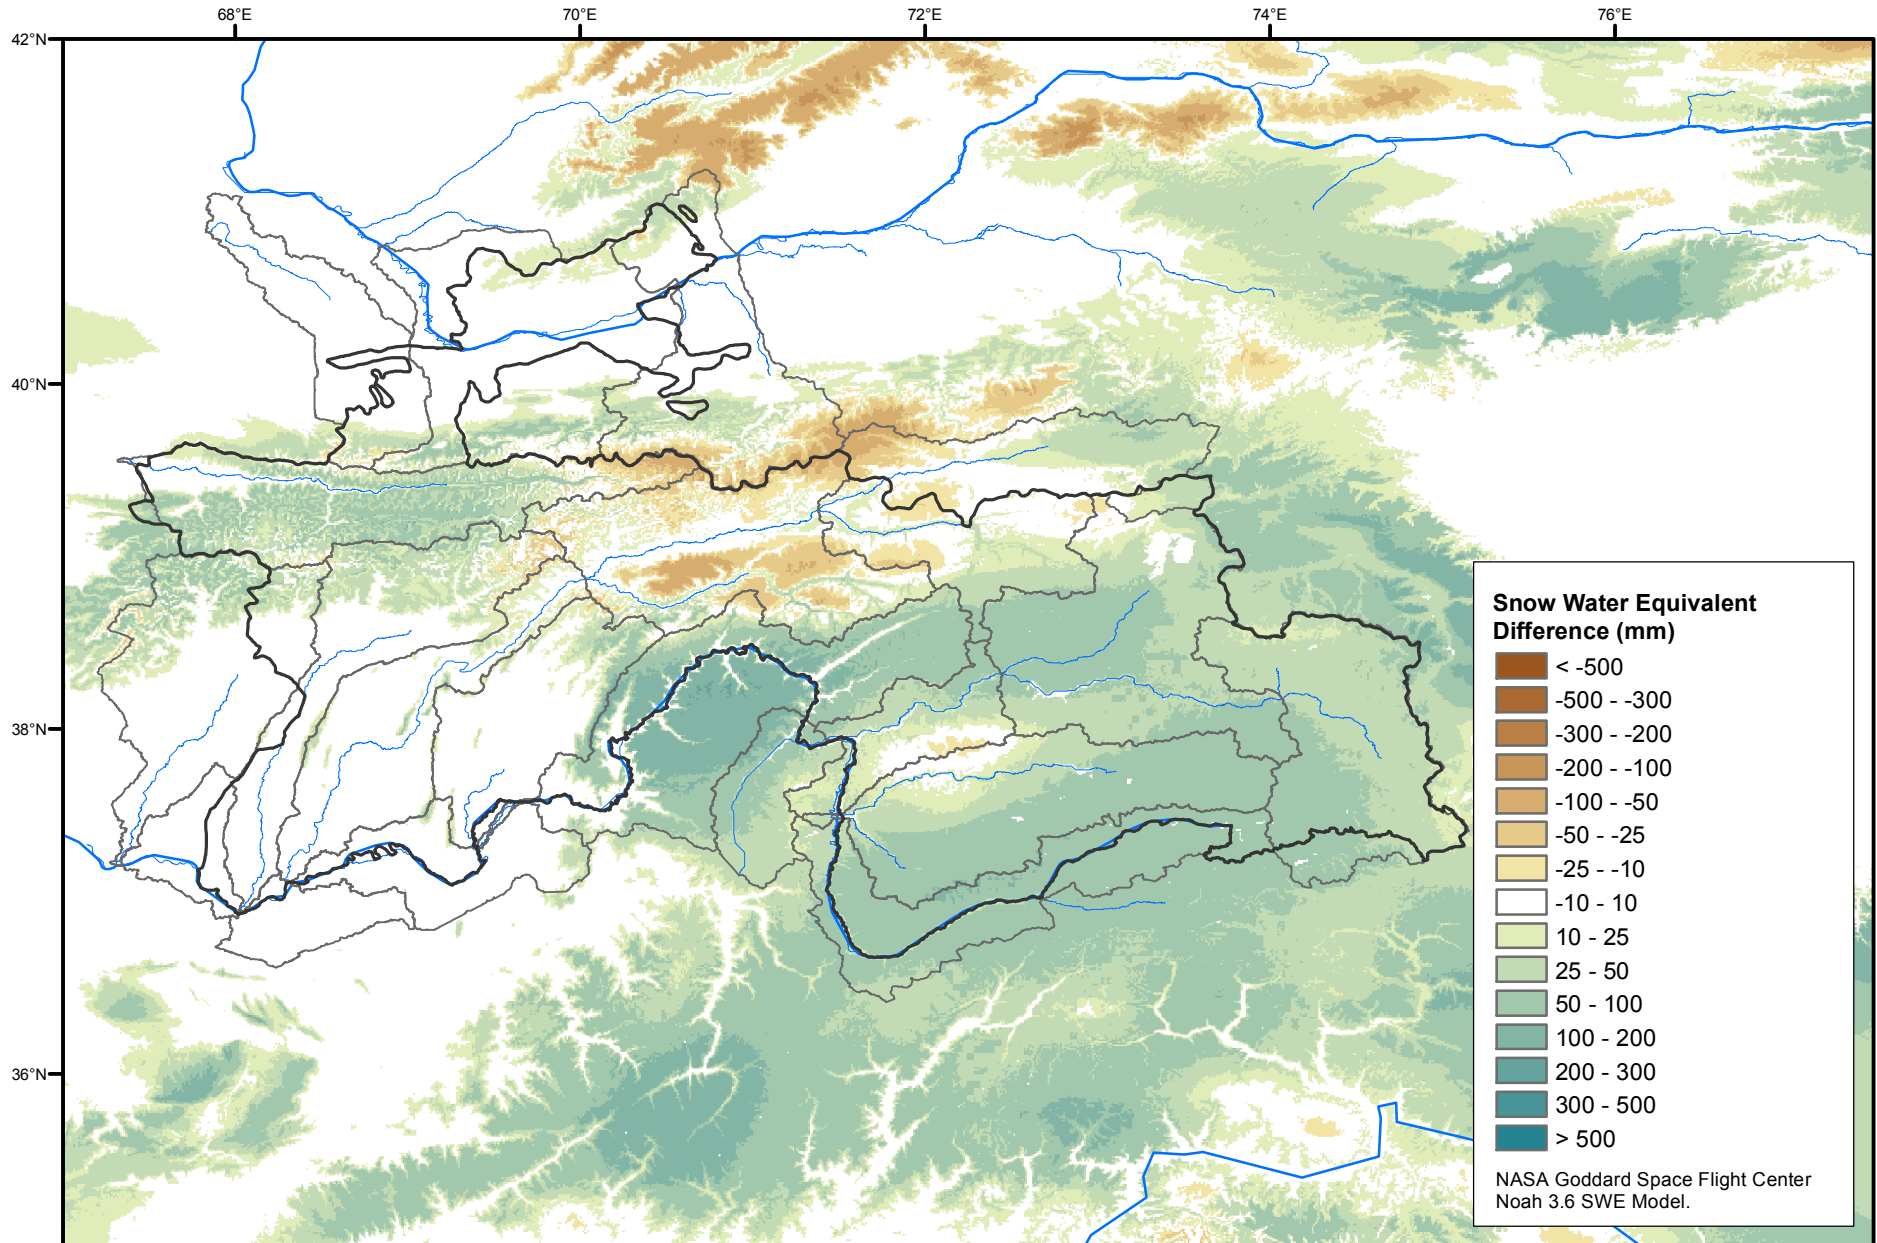 68°E 70°E 72°E 74°E 76°E
42°N
40°N
38°N
36°N
Snow Water Equivalent
Difference (mm)
< -500
-500 - -300
-300 - -200
-200 - -100
-100 - -50
-50 - -25
-25 - -10
-10 - 10
10 - 25
25 - 50
50 - 100
100 - 200
200 - 300
300 - 500
> 500
NASA Goddard Space Flight Center
Noah 3.6 SWE Model.